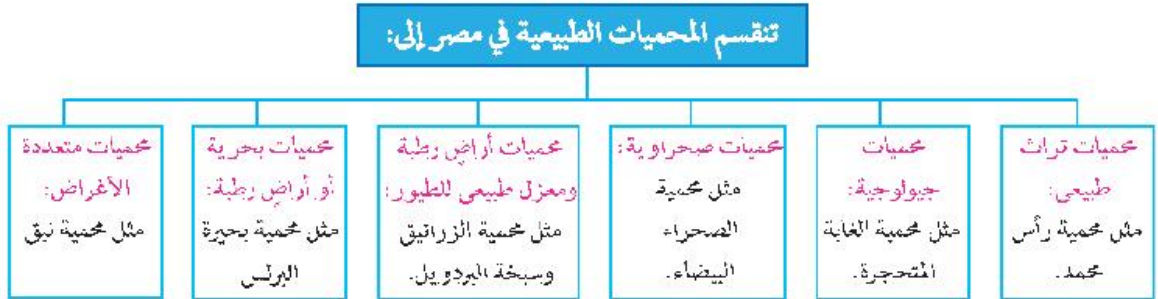 تنقسم المحميات الطبيعية في مصر إلى:
محميات تراث
طبيعي:
مثل محمية رأس
محمد.
محميات
جيولوجية:
مثل محمية الغابة
المتحجرة.
محميات صحراوية:
مثل محمية
الصحراء
البيضاء.
محميات أراضٍ رطبة
ومعزل طبيعي للطيور:
مثل محمية الزرانيق
وسبخة البردويل.
محميات بحرية
أو أراضٍ رطبة:
مثل محمية بحيرة
البرلس
محميات متعددة
الأغراض:
مثل محمية نبق